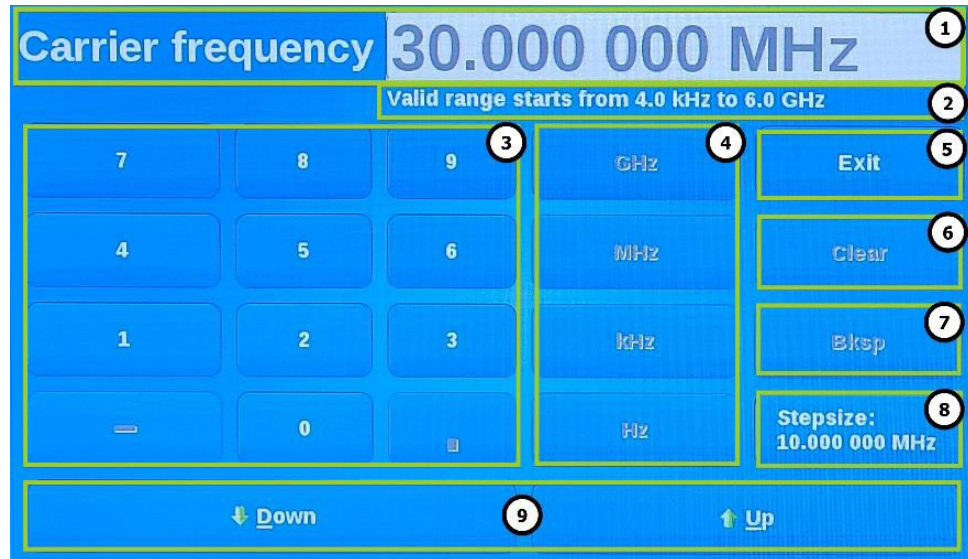 Carrier frequency 30.000 000 MHz
1
Valid range starts from 4.0 kHz to 6.0 GHz
2
3
4
5
7 8 9 GHz Exit
6
4 5 6 MHz Clear
7
1 2 3 kHz Bksp
8
- 0 . Hz Stepsize:
10.000 000 MHz
9
Down Up